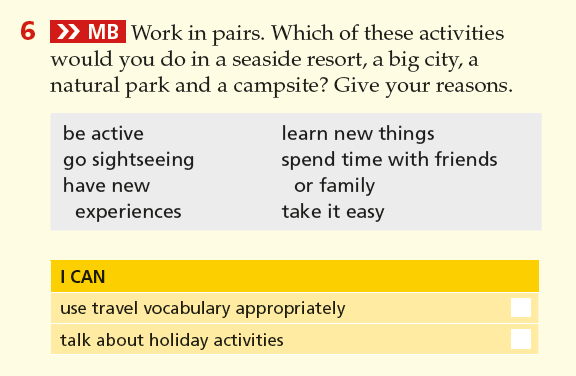 6 >> MB Work in pairs. Which of these activities
would you do in a seaside resort, a big city, a
natural park and a campsite? Give your reasons.
be active
go sightseeing
have new
experiences
learn new things
spend time with friends
or family
take it easy
I CAN
use travel vocabulary appropriately
talk about holiday activities